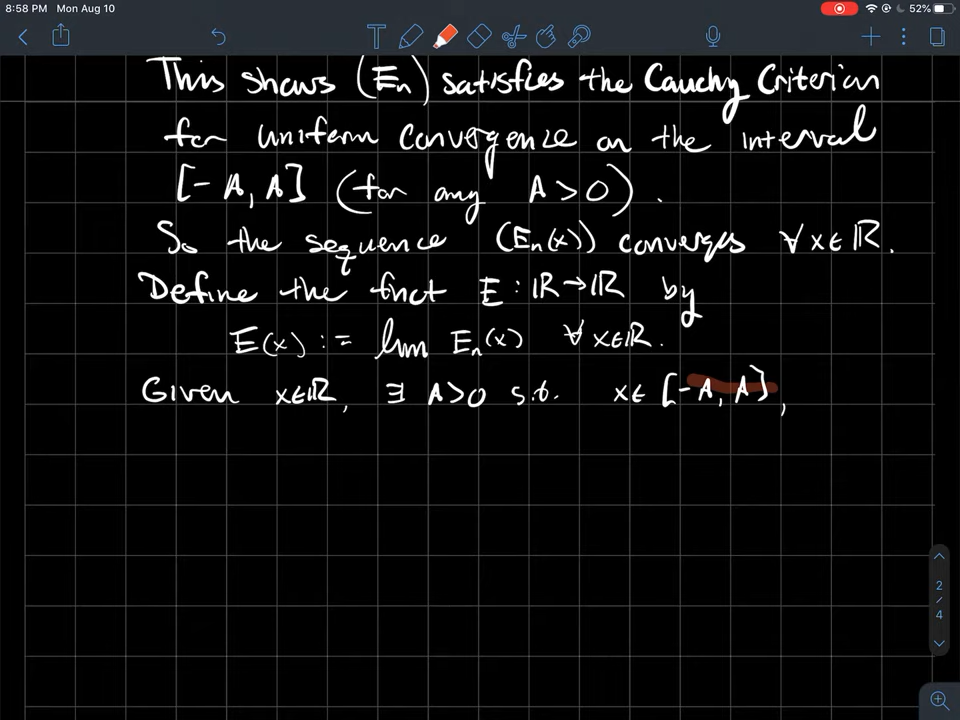 8:58 PM Mon Aug 10 52%
This shows (En) satisfies the Cauchy Criterion
for uniform convergence on the interval
[-A, A] (for any A>0).
So the sequence (En(x)) converges ∀ x∈ℝ.
Define the funct E : ℝ→ℝ by
E(x) := lim En(x) ∀ x∈ℝ.
Given x∈ℝ, ∃ A>0 s.t. x∈ [-A, A],
2
/
4